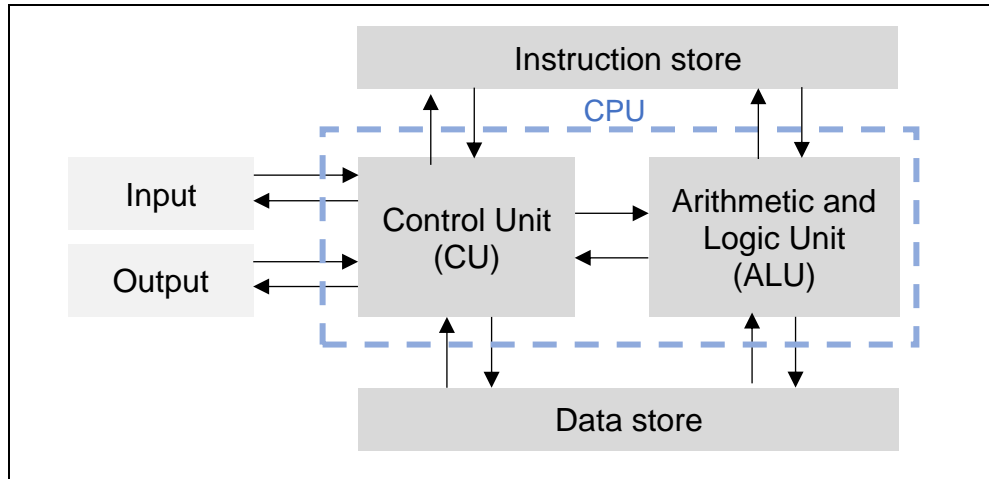 Instruction store
CPU
Input
Control Unit
(CU)
Arithmetic and
Logic Unit
(ALU)
Output
Data store